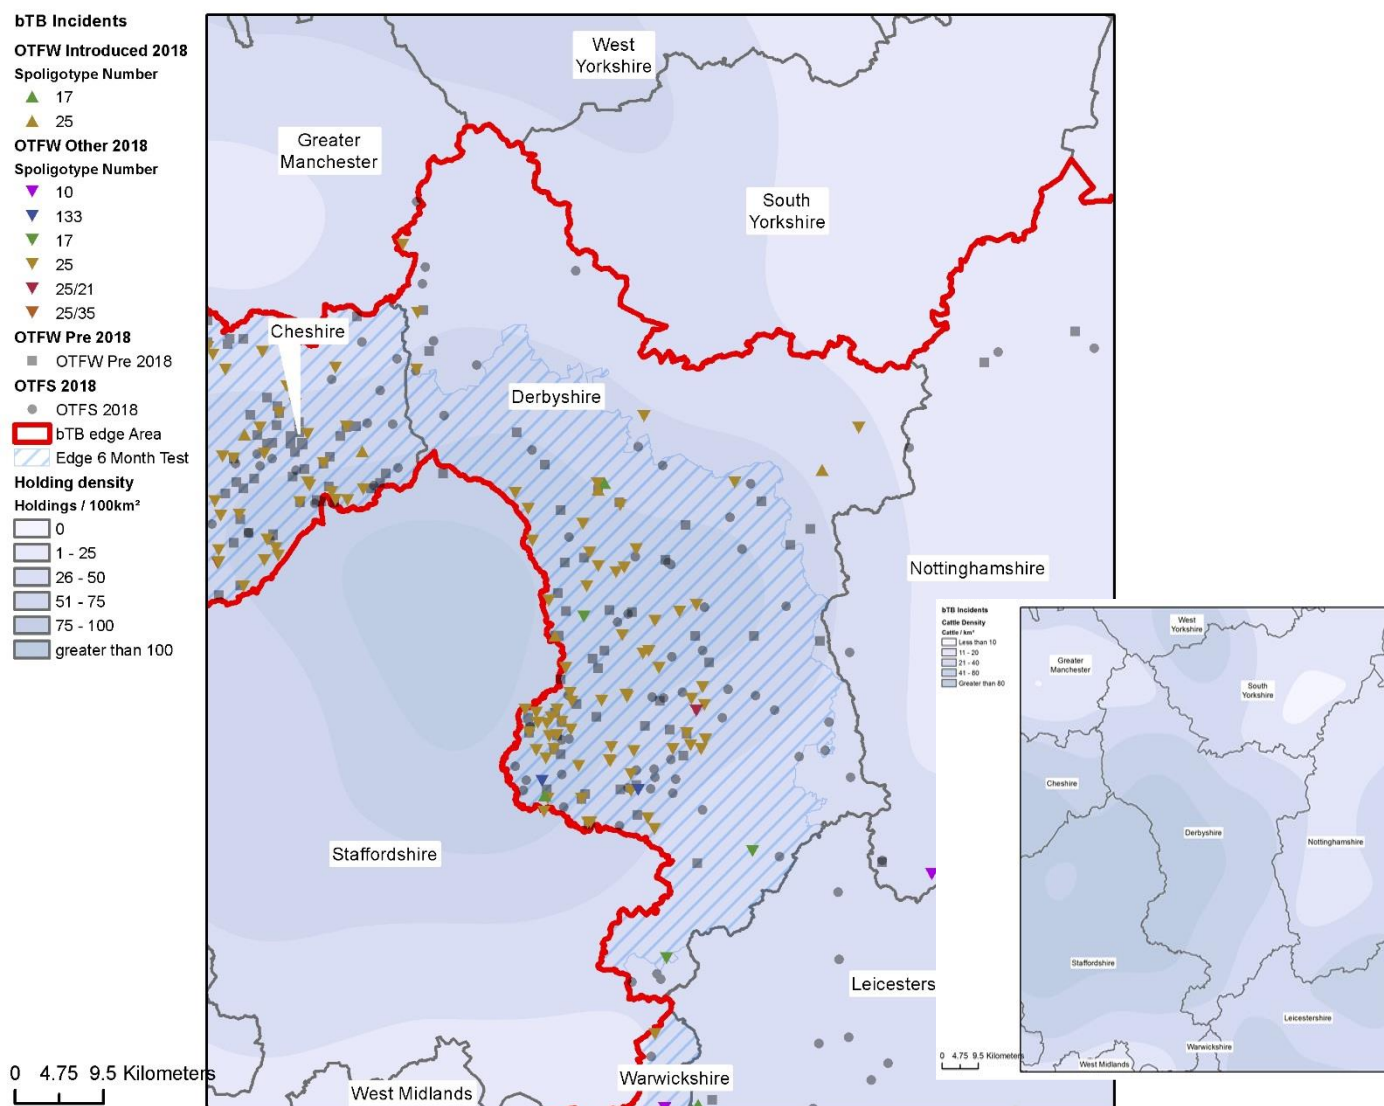 bTB Incidents
OTFW Introduced 2018
Spoligotype Number
17
25
OTFW Other 2018
Spoligotype Number
10
133
17
25
25/21
25/35
OTFW Pre 2018
OTFW Pre 2018
OTFS 2018
OTFS 2018
bTB edge Area
Edge 6 Month Test
Holding density
Holdings / 100km²
0
1 - 25
26 - 50
51 - 75
75 - 100
greater than 100
0 4.75 9.5 Kilometers
West
Yorkshire
Greater
Manchester
South
Yorkshire
Cheshire
Derbyshire
Nottinghamshire
Staffordshire
Leicesters
Warwickshire
West Midlands
bTB Incidents
Cattle Density
Cattle / km²
Less than 10
11 - 20
21 - 40
41 - 80
Greater than 80
West
Yorkshire
Greater
Manchester
South
Yorkshire
Cheshire
Derbyshire
Nottinghamshire
Staffordshire
Leicestershire
Warwickshire
West Midlands
0 4.75 9.5 Kilometers